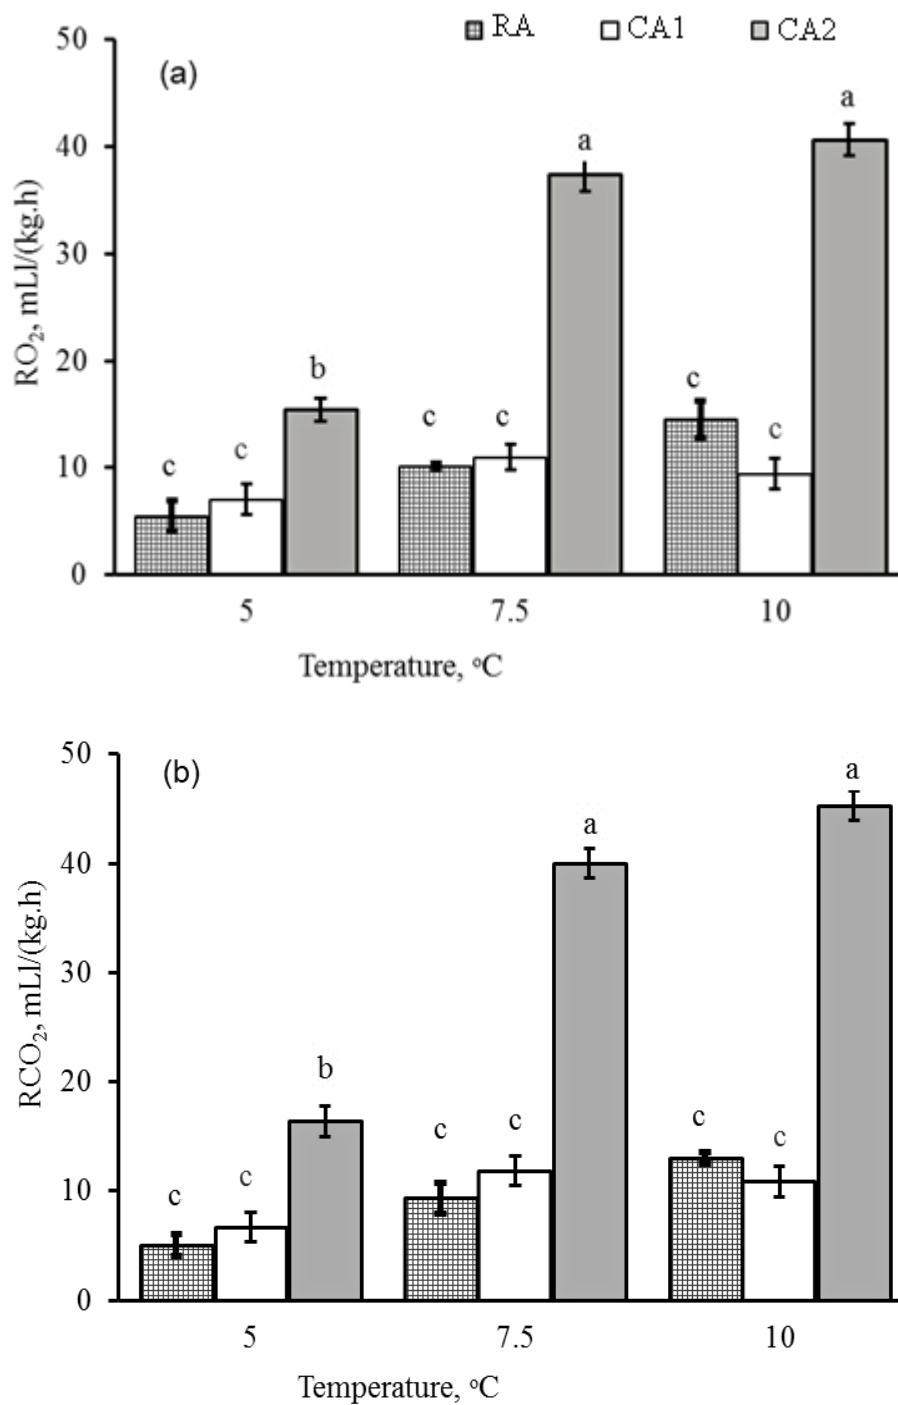 RA CA1 CA2
50
(a)
a
a
40
RO₂, mLl/(kg.h)
30
b
20
c
c
c
c
c
c
10
0
5 7.5 10
Temperature, °C
50
(b)
a
a
40
RCO₂, mLl/(kg.h)
30
b
20
c
c
c
c
c
c
10
0
5 7.5 10
Temperature, °C